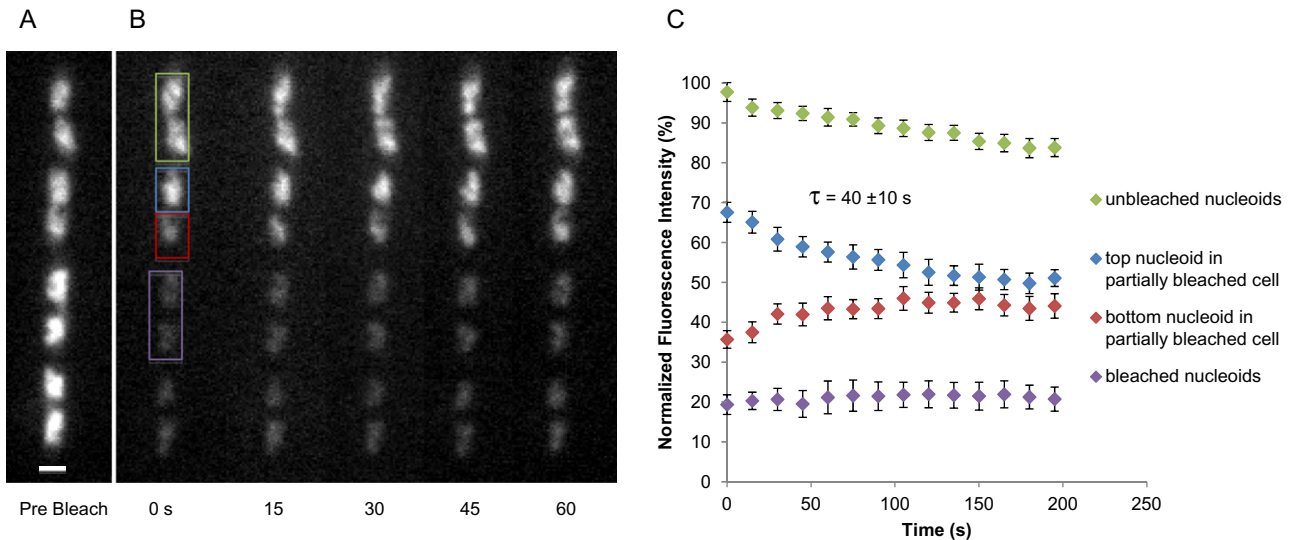 A
B
Pre Bleach
0 s
15
30
45
60
C
Normalized Fluorescence Intensity (%)
100
90
80
70
60
50
40
30
20
10
0
τ = 40 ±10 s
0
50
100
150
200
250
Time (s)
unbleached nucleoids
top nucleoid in
partially bleached cell
bottom nucleoid in
partially bleached cell
bleached nucleoids